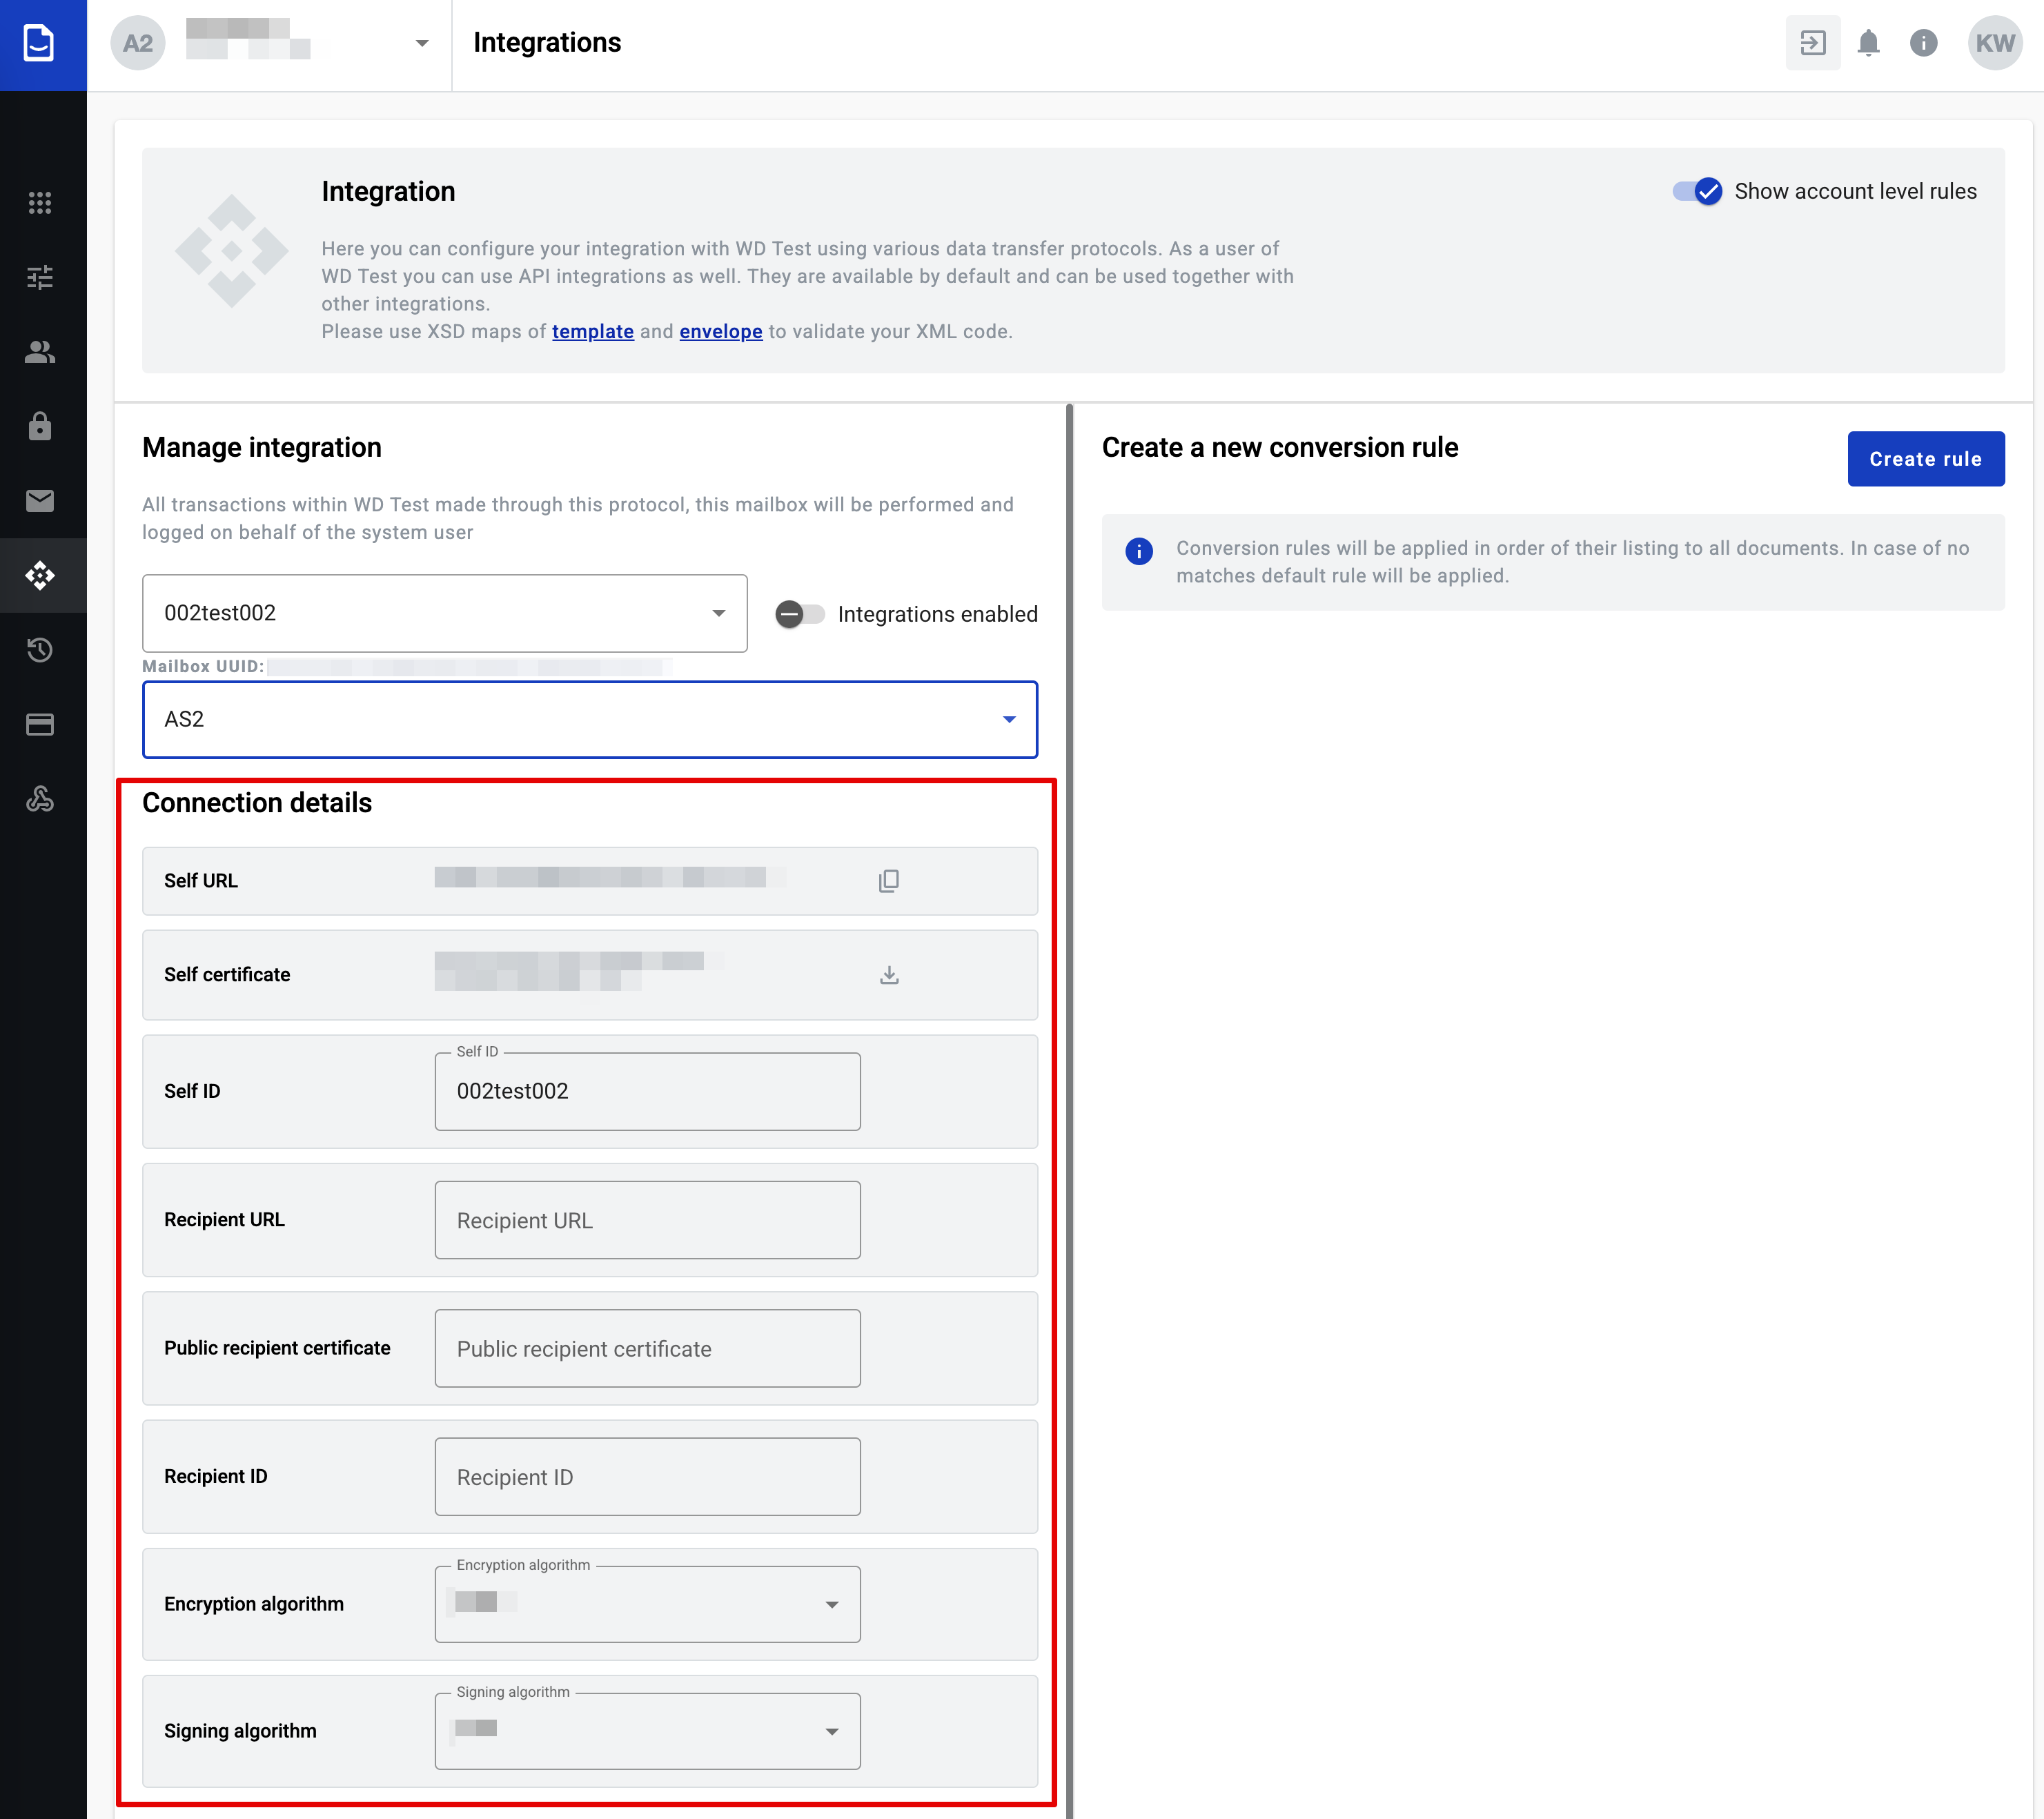 A2
Integrations
KW
Integration
Show account level rules
Here you can configure your integration with WD Test using various data transfer protocols. As a user of
WD Test you can use API integrations as well. They are available by default and can be used together with
other integrations.
Please use XSD maps of template and envelope to validate your XML code.
Manage integration
All transactions within WD Test made through this protocol, this mailbox will be performed and
logged on behalf of the system user
002test002
Integrations enabled
Mailbox UUID:
AS2
Connection details
Self URL
Self certificate
Self ID
Self ID
002test002
Recipient URL
Recipient URL
Public recipient certificate
Public recipient certificate
Recipient ID
Recipient ID
Encryption algorithm
Encryption algorithm
Signing algorithm
Signing algorithm
Create a new conversion rule
Create rule
Conversion rules will be applied in order of their listing to all documents. In case of no
matches default rule will be applied.